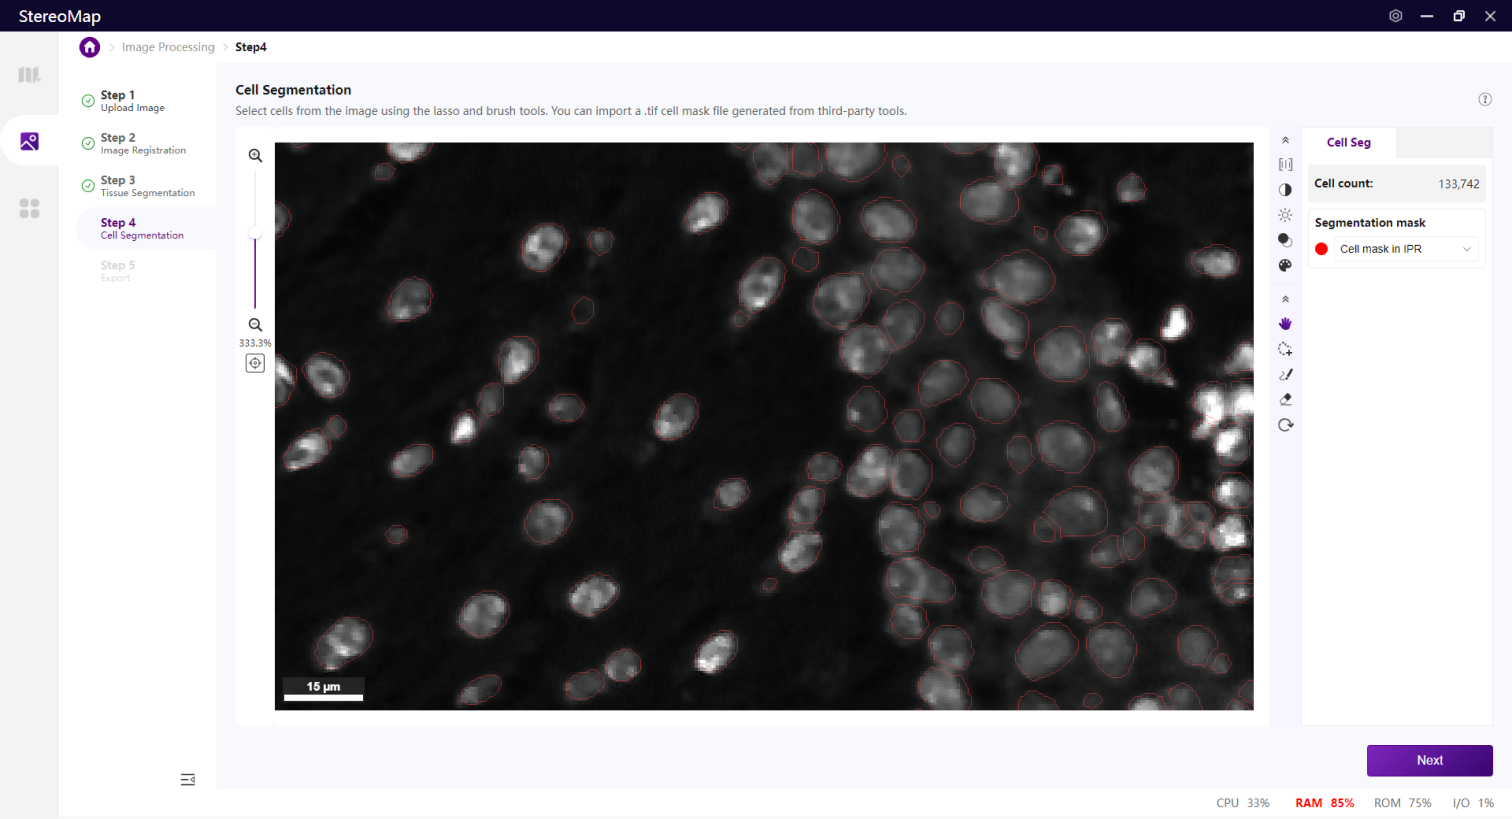 StereoMap
Image Processing
Step4
Step 1
Upload Image
Step 2
Image Registration
Step 3
Tissue Segmentation
Step 4
Cell Segmentation
Step 5
Export
Cell Segmentation
Select cells from the image using the lasso and brush tools. You can import a .tif cell mask file generated from third-party tools.
333.3%
15 μm
Cell Seg
Cell count: 133,742
Segmentation mask
Cell mask in IPR
Next
CPU 33% RAM 85% ROM 75% I/O 1%